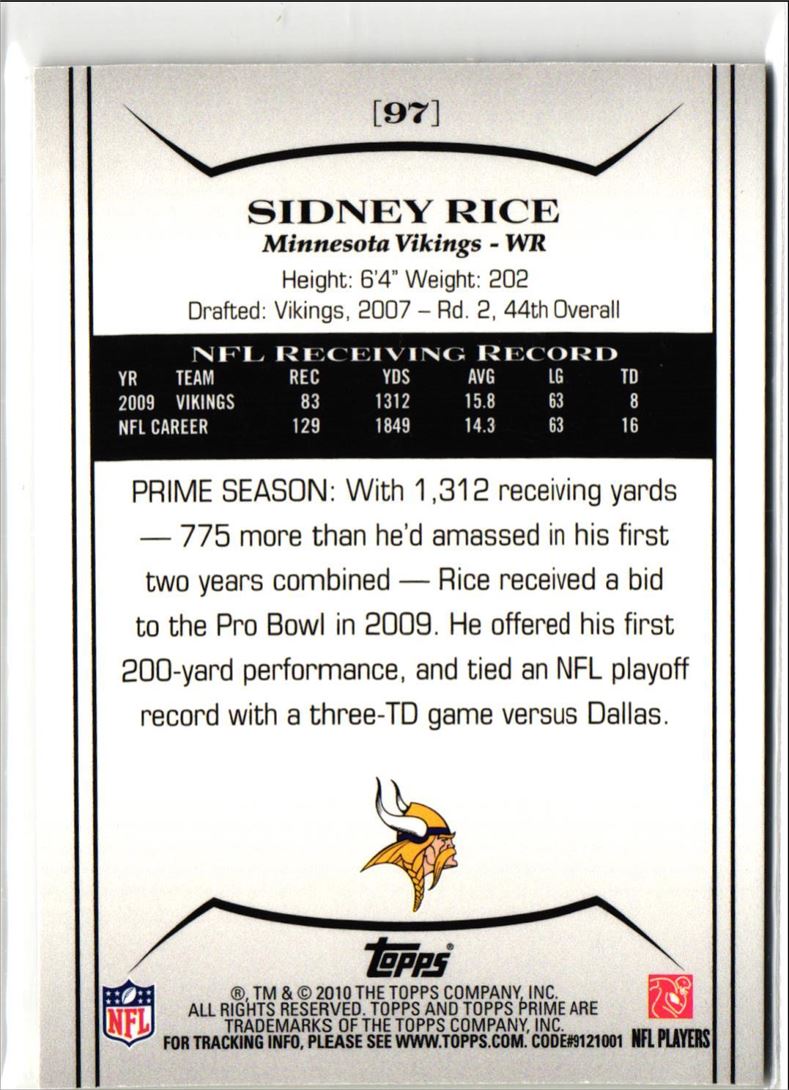 [97]
SIDNEY RICE
Minnesota Vikings - WR
Height: 6'4" Weight: 202
Drafted: Vikings, 2007 – Rd. 2, 44th Overall
NFL RECEIVING RECORD
YR TEAM REC YDS AVG LG TD
2009 VIKINGS 83 1312 15.8 63 8
NFL CAREER 129 1849 14.3 63 16
PRIME SEASON: With 1,312 receiving yards
— 775 more than he'd amassed in his first
two years combined — Rice received a bid
to the Pro Bowl in 2009. He offered his first
200-yard performance, and tied an NFL playoff
record with a three-TD game versus Dallas.
topps®
®, TM & © 2010 THE TOPPS COMPANY, INC.
ALL RIGHTS RESERVED. TOPPS AND TOPPS PRIME ARE
TRADEMARKS OF THE TOPPS COMPANY, INC.
FOR TRACKING INFO, PLEASE SEE WWW.TOPPS.COM. CODE#9121001
NFL
NFL PLAYERS